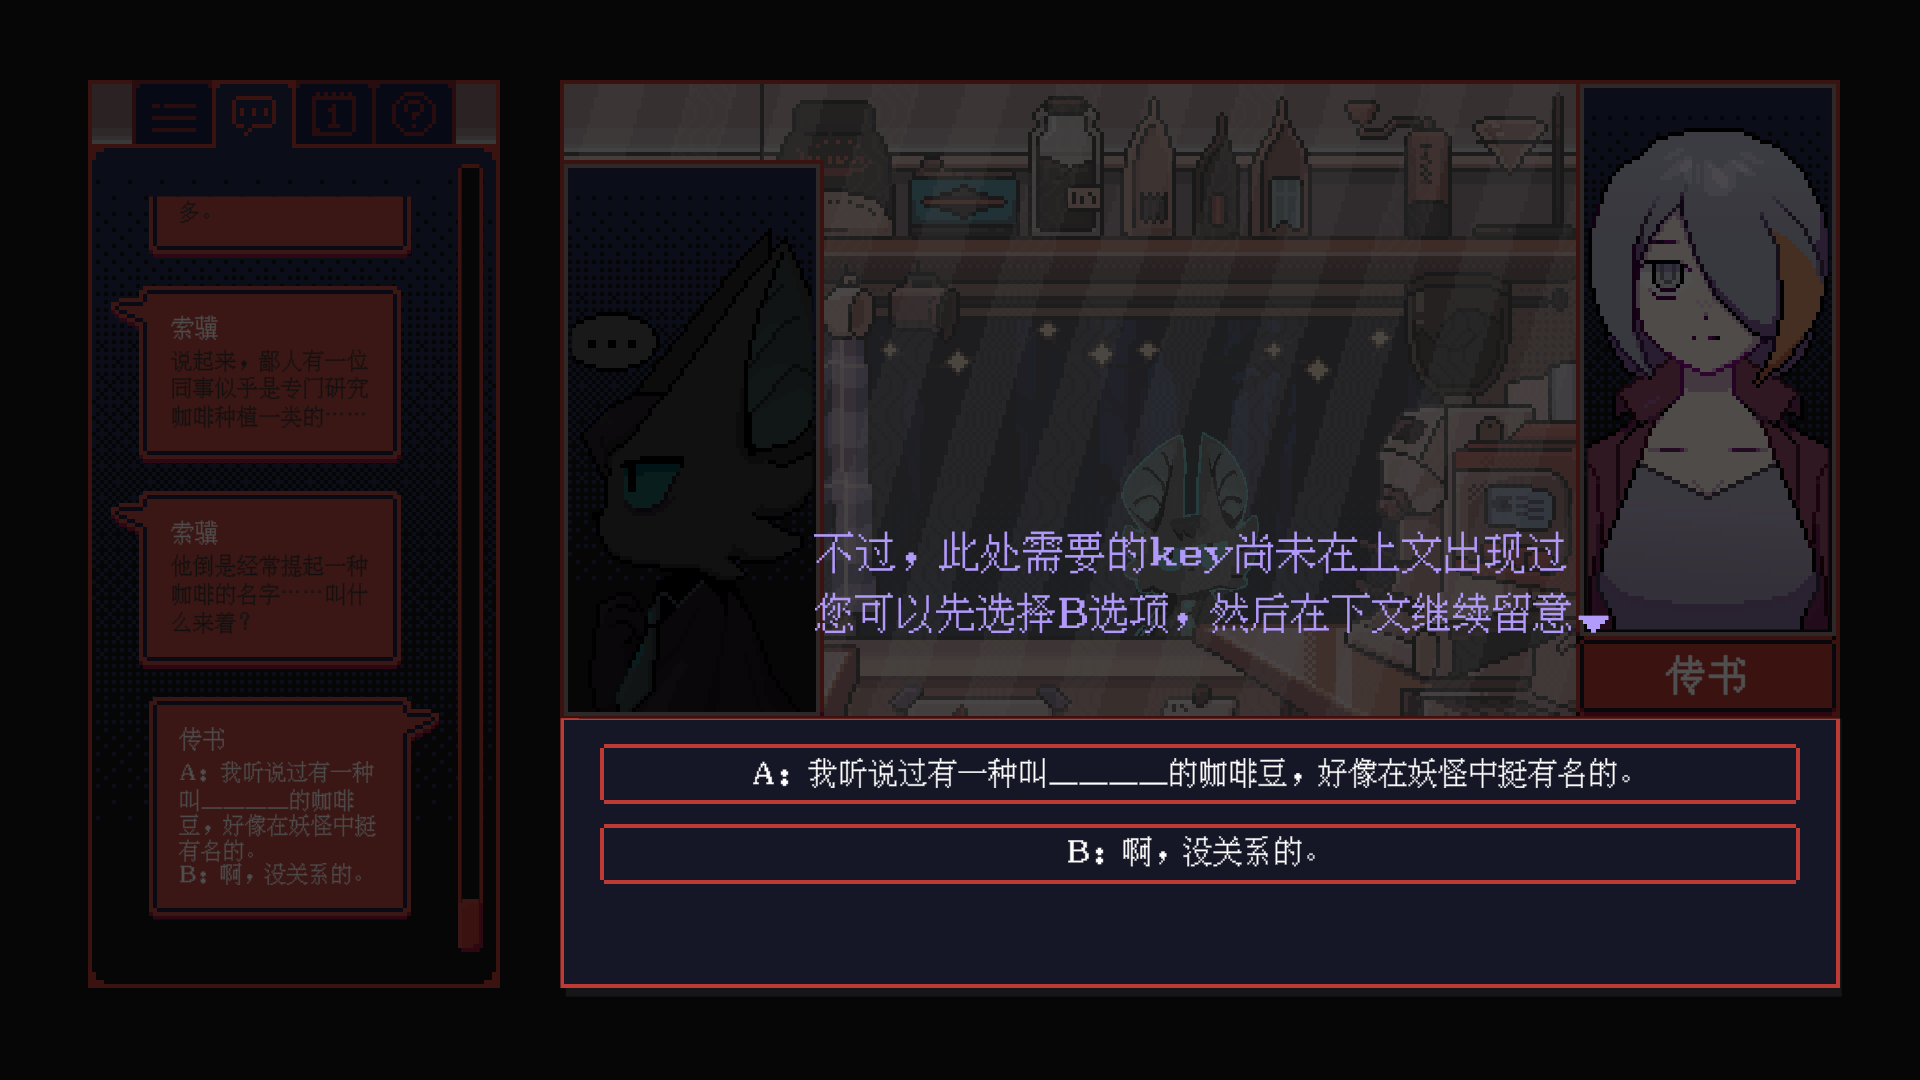 1
?
多。
索骥
说起来，鄙人有一位
同事似乎是专门研究
咖啡种植一类的……
索骥
他倒是经常提起一种
咖啡的名字……叫什
么来着？
传书
A：我听说过有一种
叫________的咖啡
豆，好像在妖怪中挺
有名的。
B：啊，没关系的。
不过，此处需要的key尚未在上文出现过
您可以先选择B选项，然后在下文继续留意
传书
A：我听说过有一种叫________的咖啡豆，好像在妖怪中挺有名的。
B：啊，没关系的。